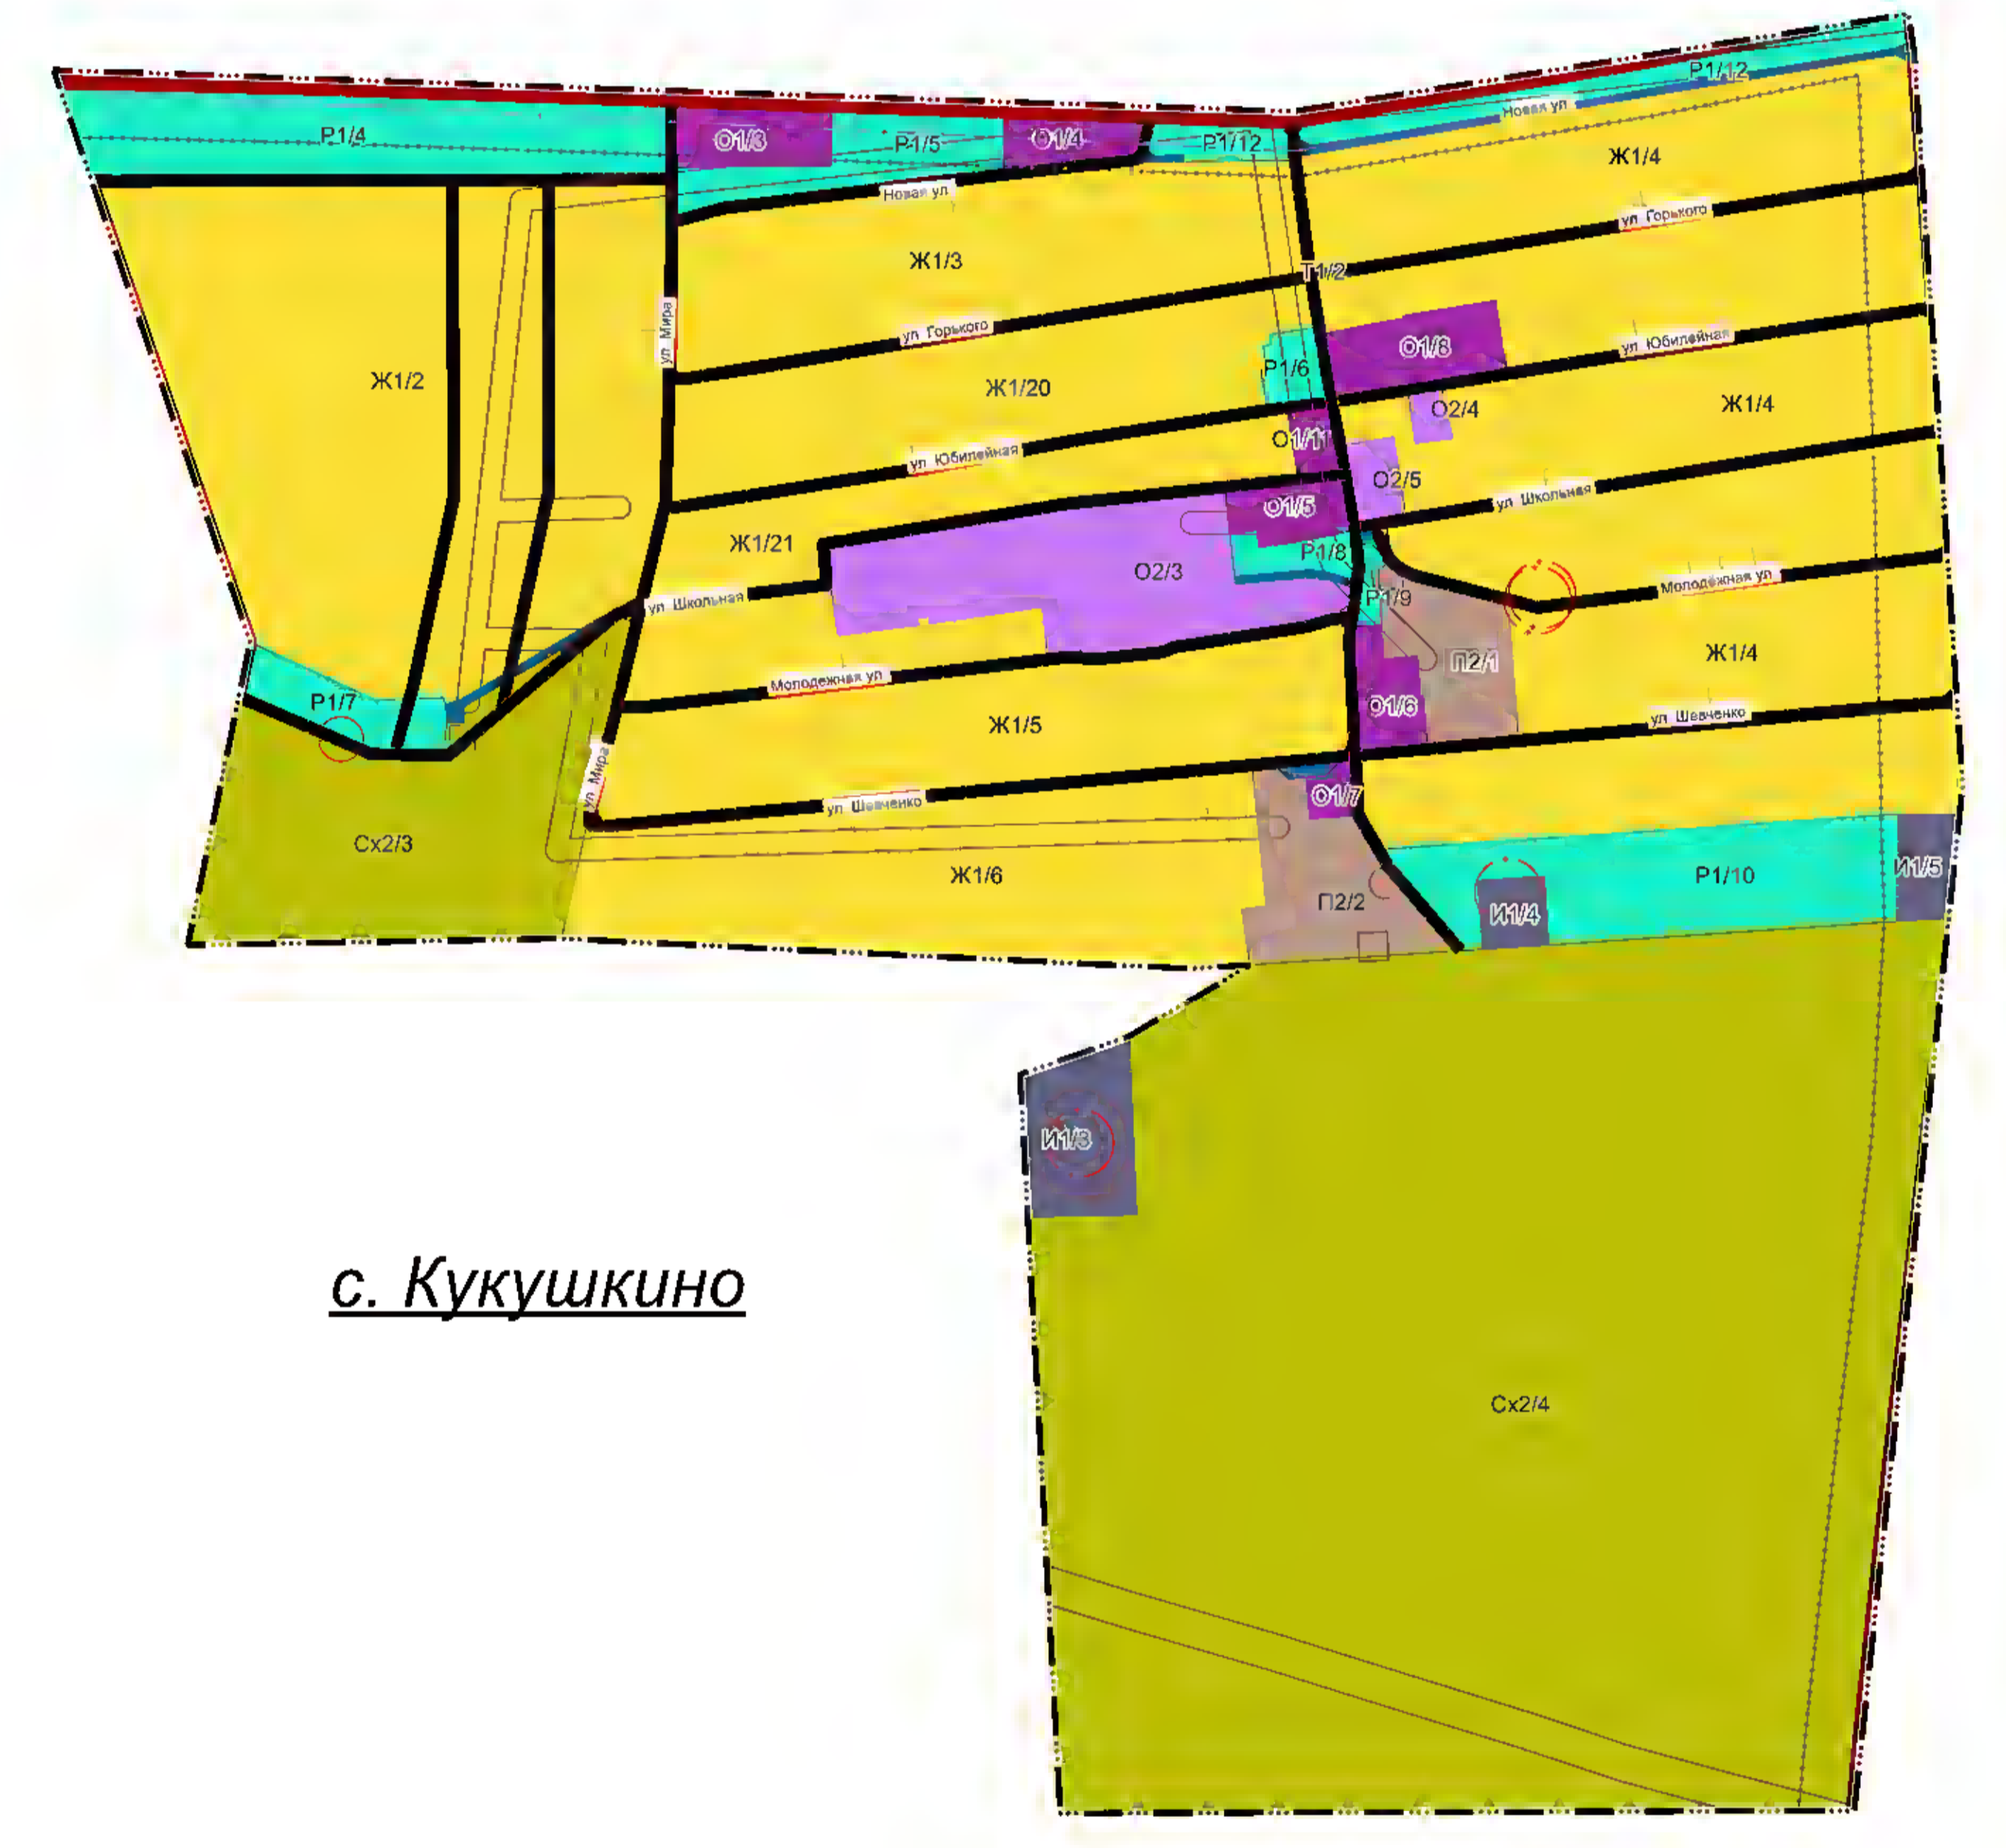 Р1/12
Новая ул
Р1/4
О1/3
Р1/5
О1/4
Р1/12
Ж1/4
Новая ул
ул Горького
Ж1/3
Т1/2
ул Мира
ул Горького
ул Юбилейная
О1/8
Р1/6
Ж1/2
Ж1/20
О2/4
Ж1/4
О1/11
ул Юбилейная
О2/5
ул Школьная
О1/5
Ж1/21
Р1/8
О2/3
Молодёжная ул
ул Школьная
Р1/9
Ж1/4
П2/1
Молодежная ул
Р1/7
О1/6
ул Шевченко
Ж1/5
ул Мира
О1/7
ул Шевченко
Сх2/3
Ж1/6
Р1/10
И1/5
П2/2
И1/4
И1/3
с. Кукушкино
Сх2/4